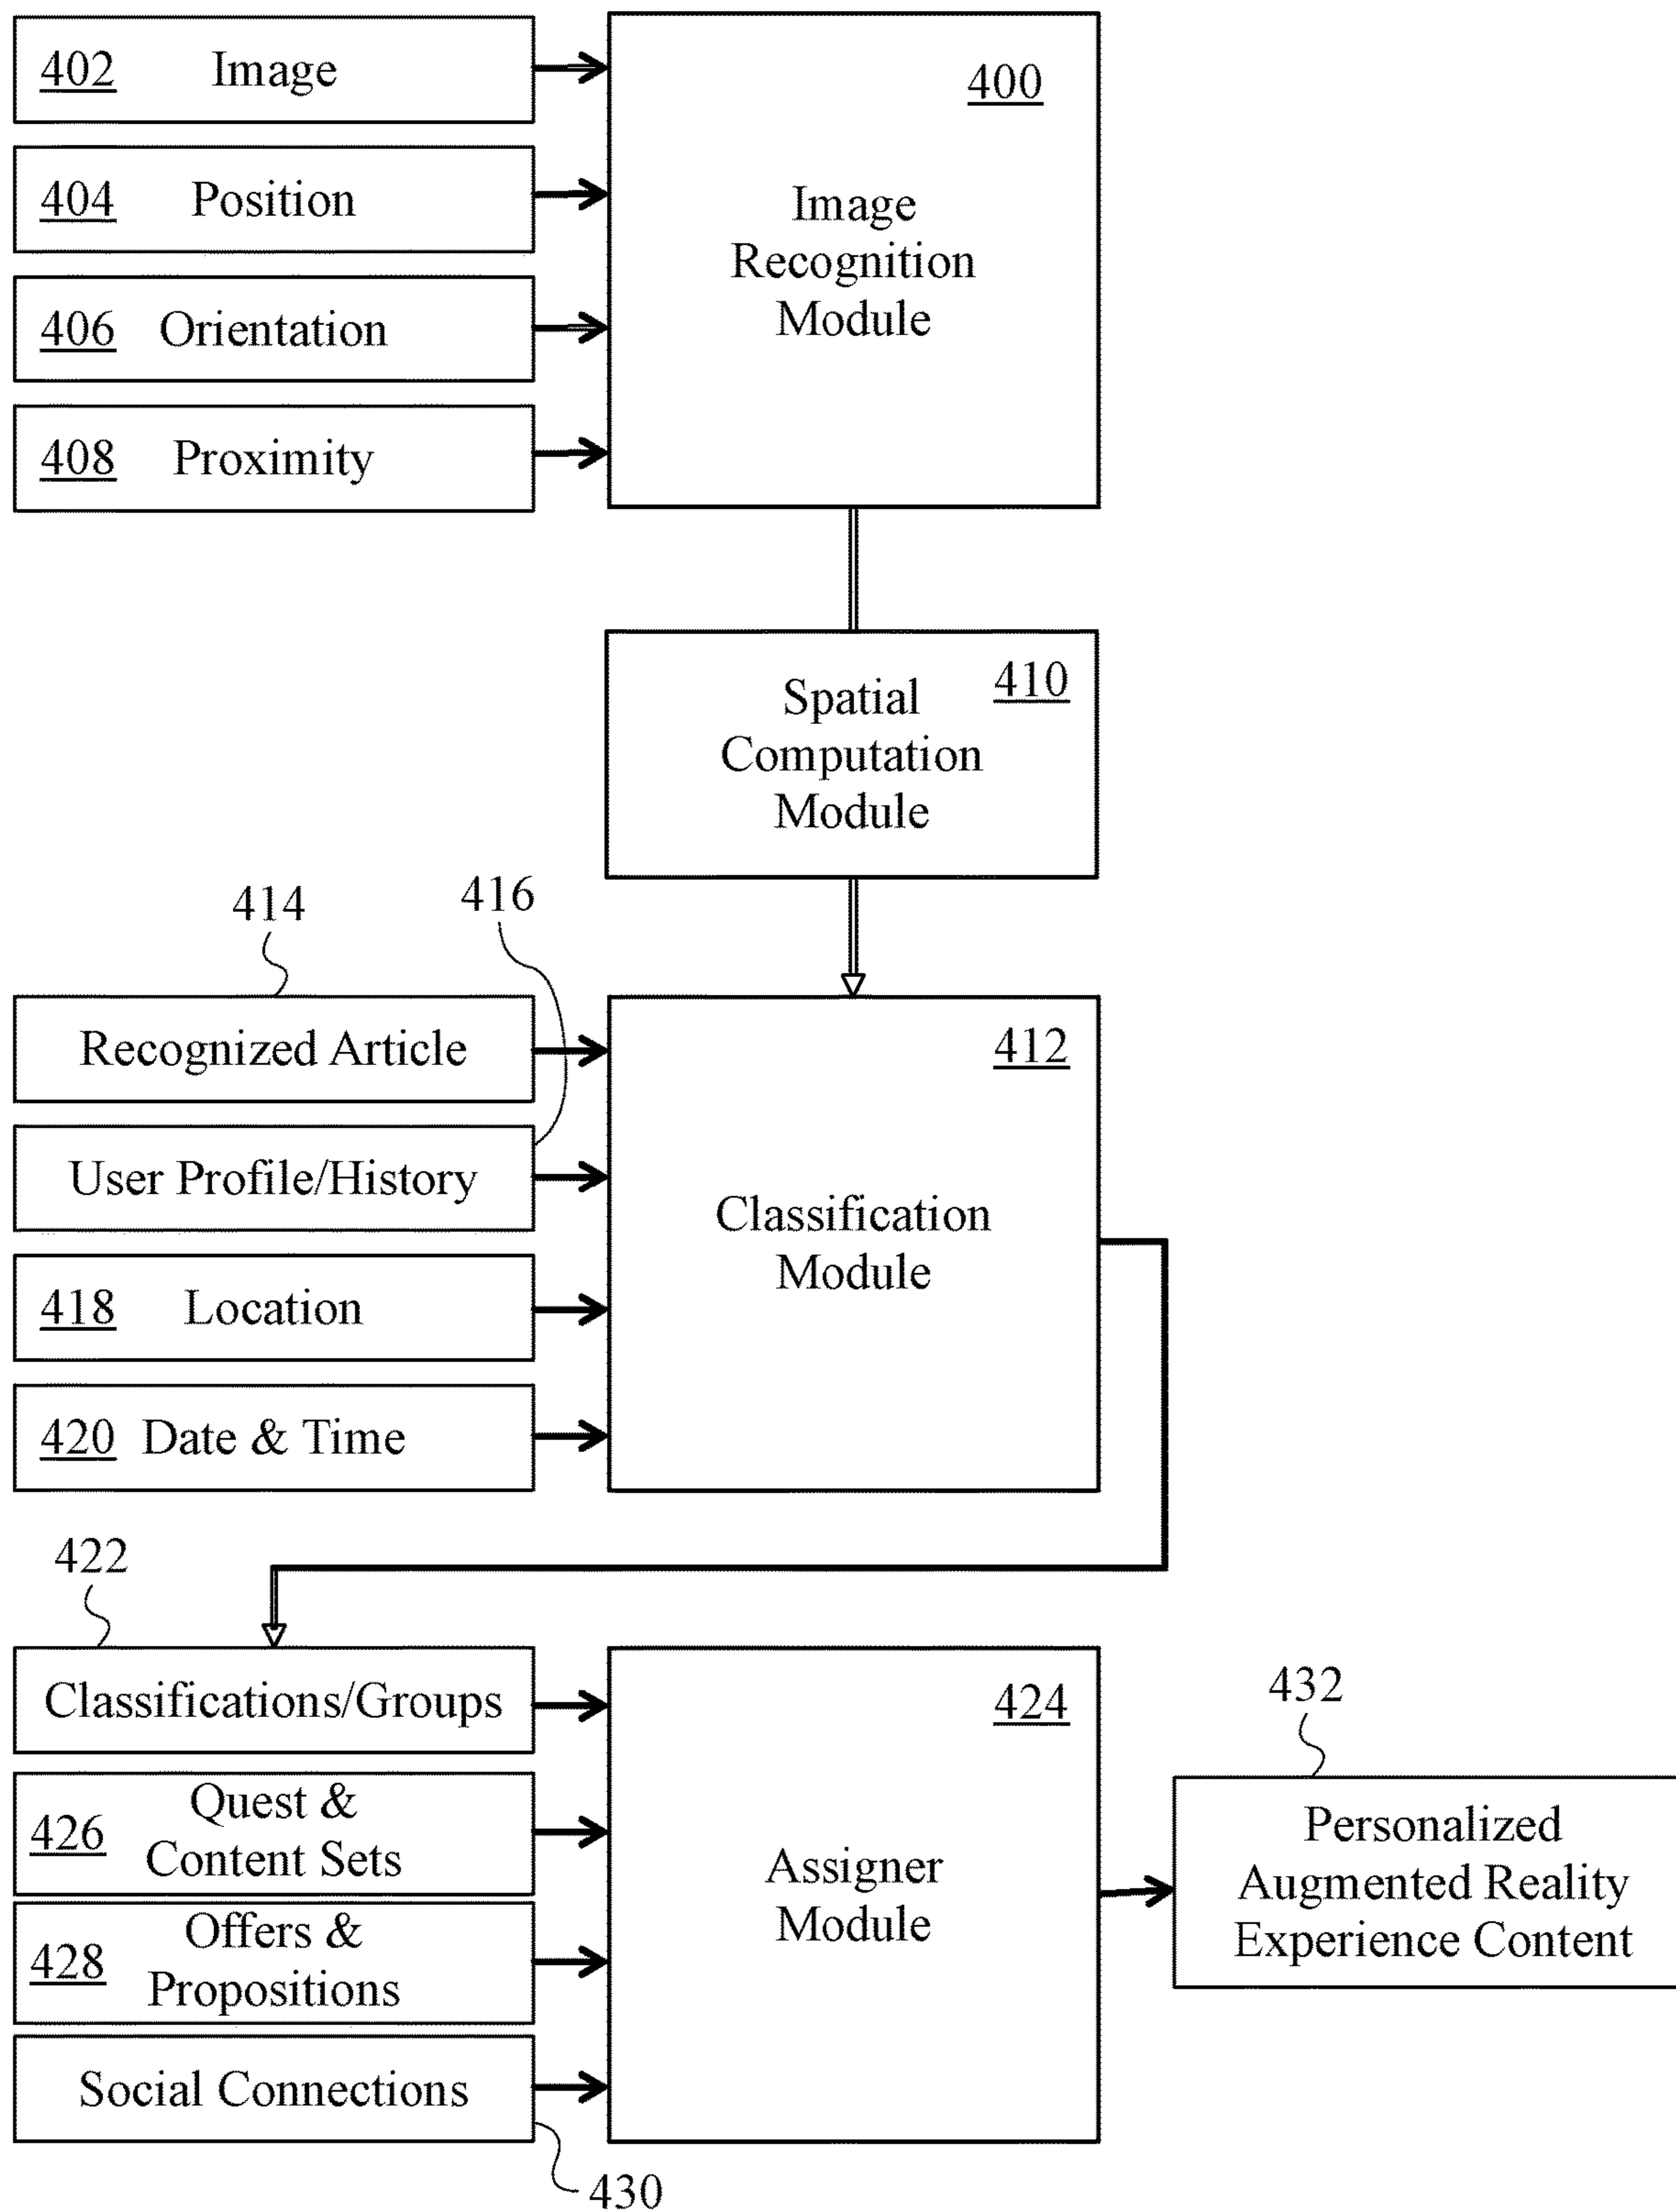 402 Image
400
404 Position
Image
Recognition
Module
406 Orientation
408 Proximity
410
Spatial
Computation
Module
414
416
Recognized Article
412
User Profile/History
Classification
Module
418 Location
420 Date & Time
422
Classifications/Groups
424
432
426 Quest &
Content Sets
Personalized
Augmented Reality
Experience Content
Assigner
Module
428 Offers &
Propositions
Social Connections
430